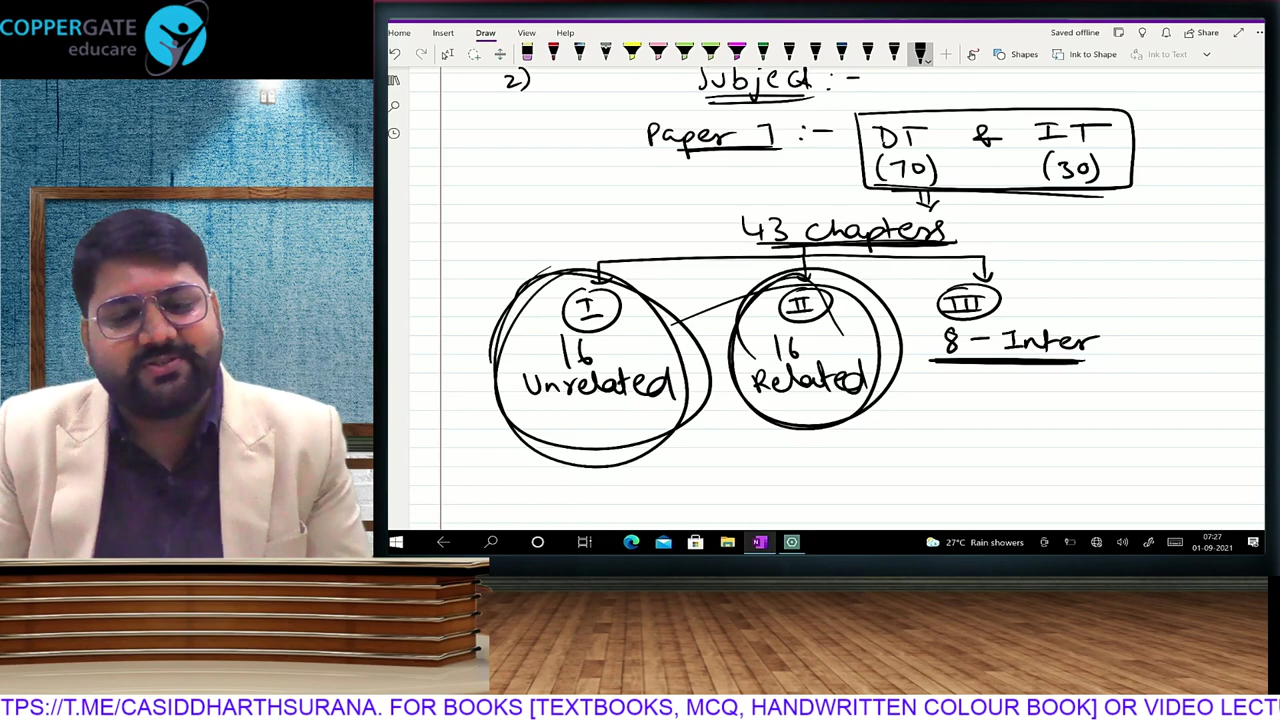 COPPERGATE
educare
Home Insert Draw View Help
Saved offline
Share
Shapes
Ink to Shape
Ink to Text
2) Subject :-
Paper 7 :- DT & IT
(70) (30)
43 chapters
I II III
16 16 8 - Inter
Unrelated Related
27°C Rain showers
07:27
01-09-2021
TPS://T.ME/CASIDDHARTHSURANA. FOR BOOKS [TEXTBOOKS, MCQ, HANDWRITTEN COLOUR BOOK] OR VIDEO LECT